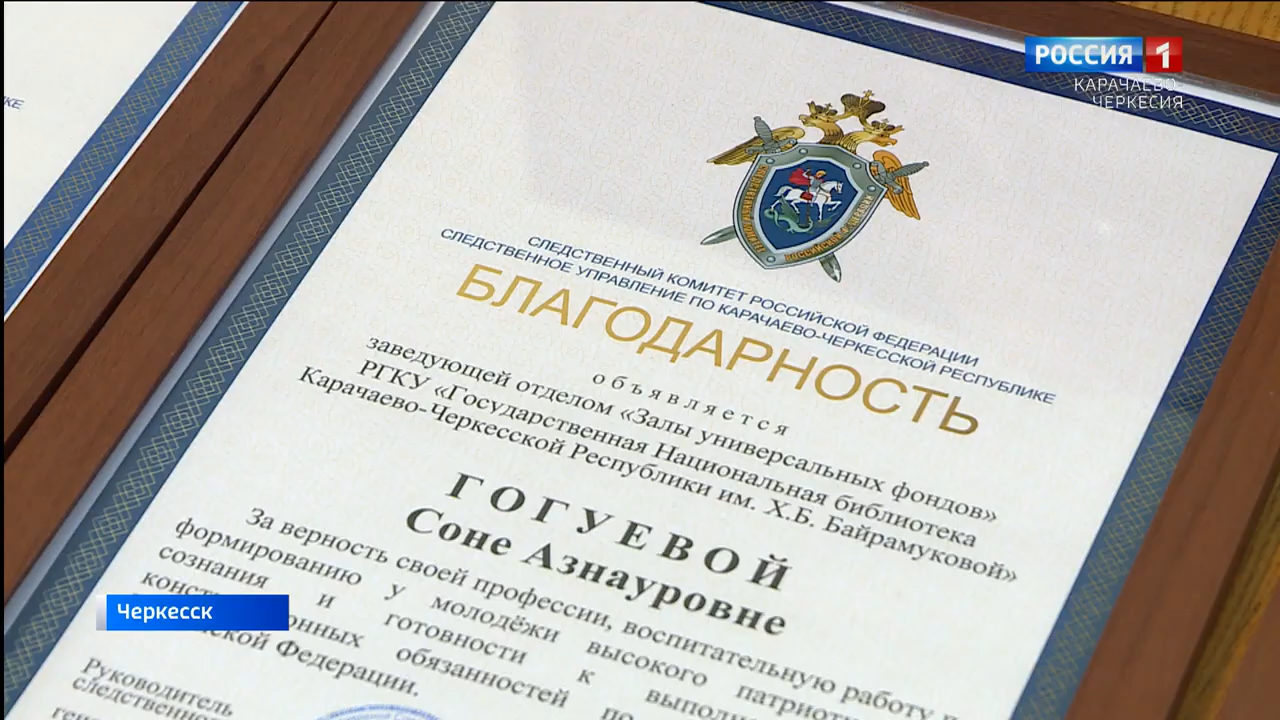 РОССИЯ 1
КАРАЧАЕВО-
ЧЕРКЕСИЯ
СЛЕДСТВЕННЫЙ КОМИТЕТ РОССИЙСКОЙ ФЕДЕРАЦИИ
СЛЕДСТВЕННОЕ УПРАВЛЕНИЕ ПО КАРАЧАЕВО-ЧЕРКЕССКОЙ РЕСПУБЛИКЕ
БЛАГОДАРНОСТЬ
объявляется
заведующей отделом «Залы универсальных фондов»
РГКУ «Государственная Национальная библиотека
Карачаево-Черкесской Республики им. Х.Б. Байрамуковой»
ГОГУЕВОЙ
Соне Азнауровне
За верность своей профессии, воспитательную работу
формированию у молодёжи высокого
сознания и готовности к
обязанностей
Федерации.
Руководитель
Черкесск